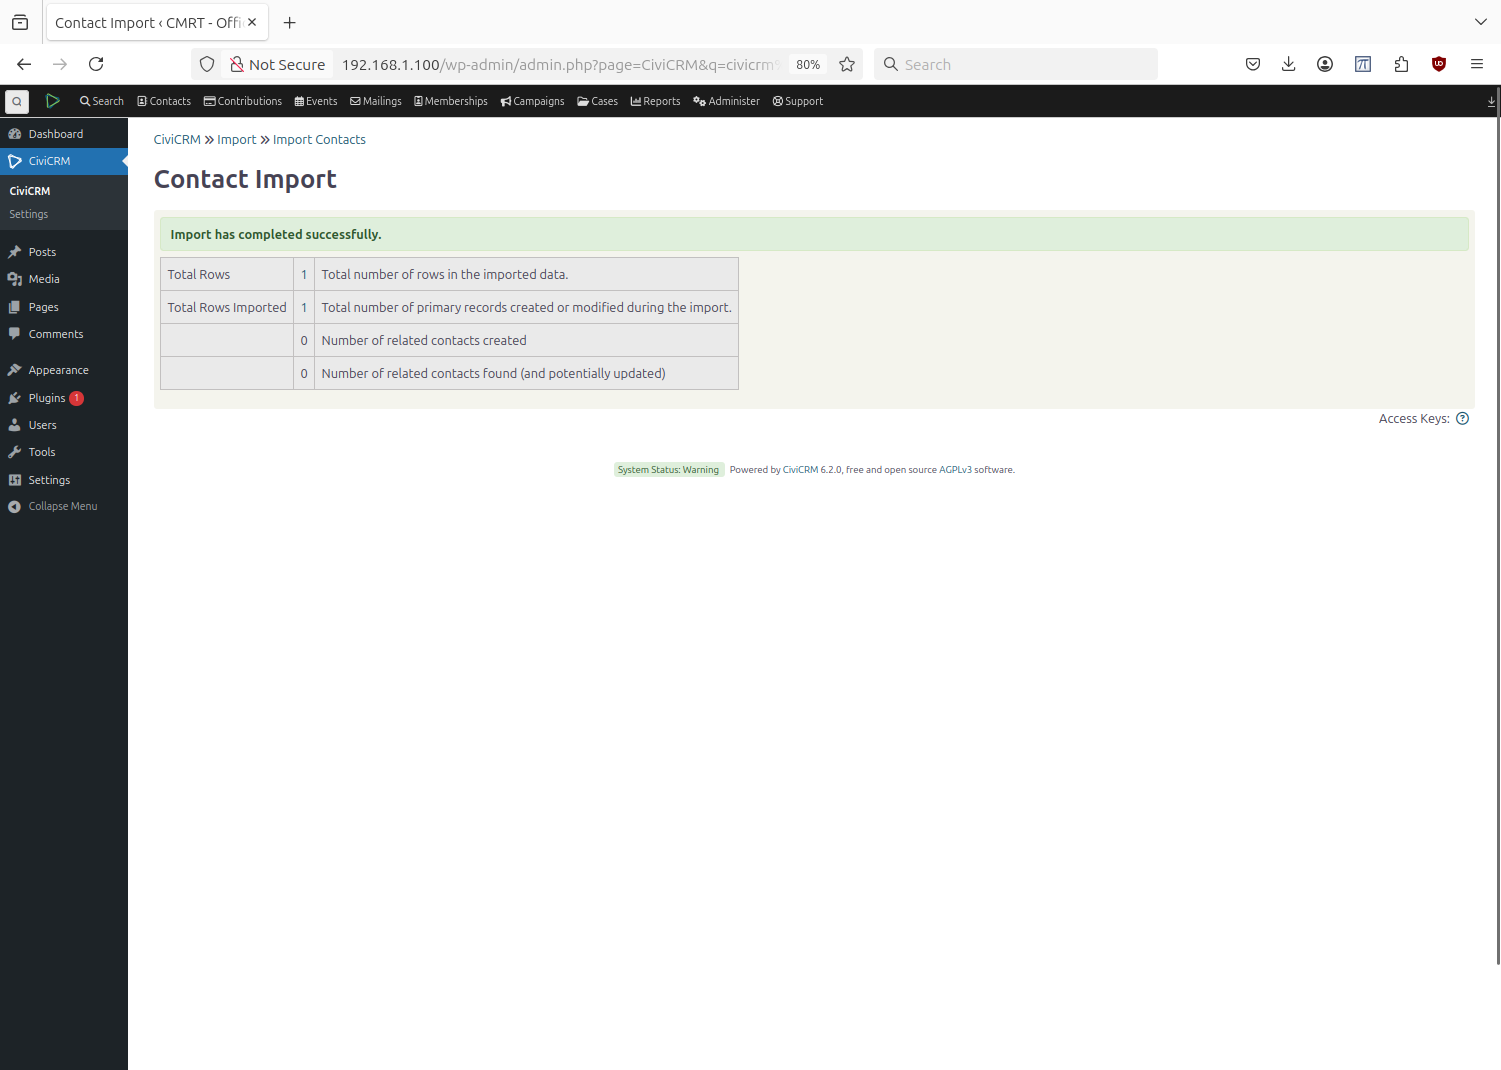 Contact Import ‹ CMRT - Offi
Not Secure
192.168.1.100/wp-admin/admin.php?page=CiviCRM&q=civicrm%
80%
Search
Search
Contacts
Contributions
Events
Mailings
Memberships
Campaigns
Cases
Reports
Administer
Support
Dashboard
CiviCRM
CiviCRM
Settings
Posts
Media
Pages
Comments
Appearance
Plugins 1
Users
Tools
Settings
Collapse Menu
CiviCRM » Import » Import Contacts
Contact Import
Import has completed successfully.
Total Rows 1 Total number of rows in the imported data.
Total Rows Imported 1 Total number of primary records created or modified during the import.
0 Number of related contacts created
0 Number of related contacts found (and potentially updated)
Access Keys:
System Status: Warning Powered by CiviCRM 6.2.0, free and open source AGPLv3 software.